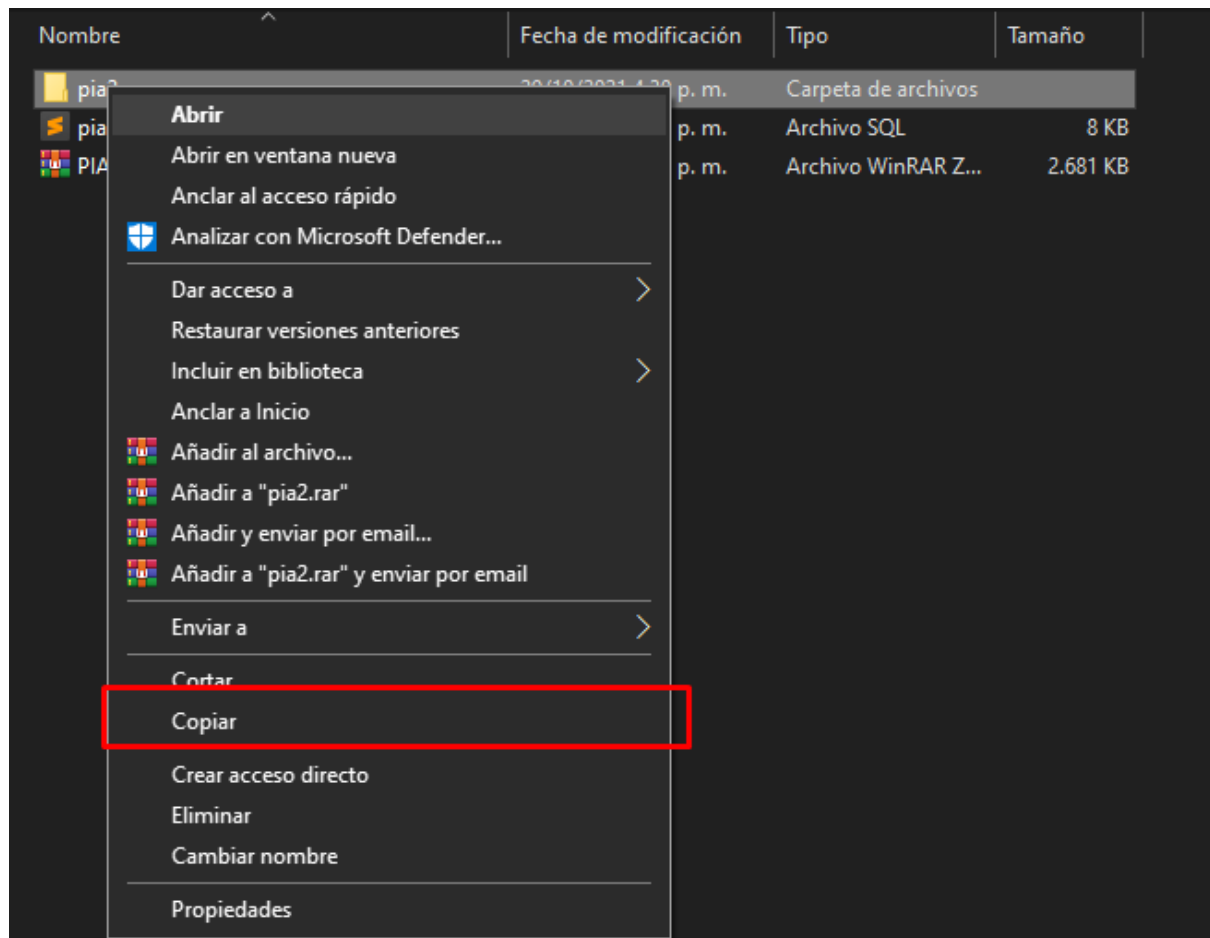 Nombre Fecha de modificación Tipo Tamaño
pia2 p. m. Carpeta de archivos
pia p. m. Archivo SQL 8 KB
PIA p. m. Archivo WinRAR Z... 2.681 KB
Abrir
Abrir en ventana nueva
Anclar al acceso rápido
Analizar con Microsoft Defender...
Dar acceso a
Restaurar versiones anteriores
Incluir en biblioteca
Anclar a Inicio
Añadir al archivo...
Añadir a "pia2.rar"
Añadir y enviar por email...
Añadir a "pia2.rar" y enviar por email
Enviar a
Cortar
Copiar
Crear acceso directo
Eliminar
Cambiar nombre
Propiedades